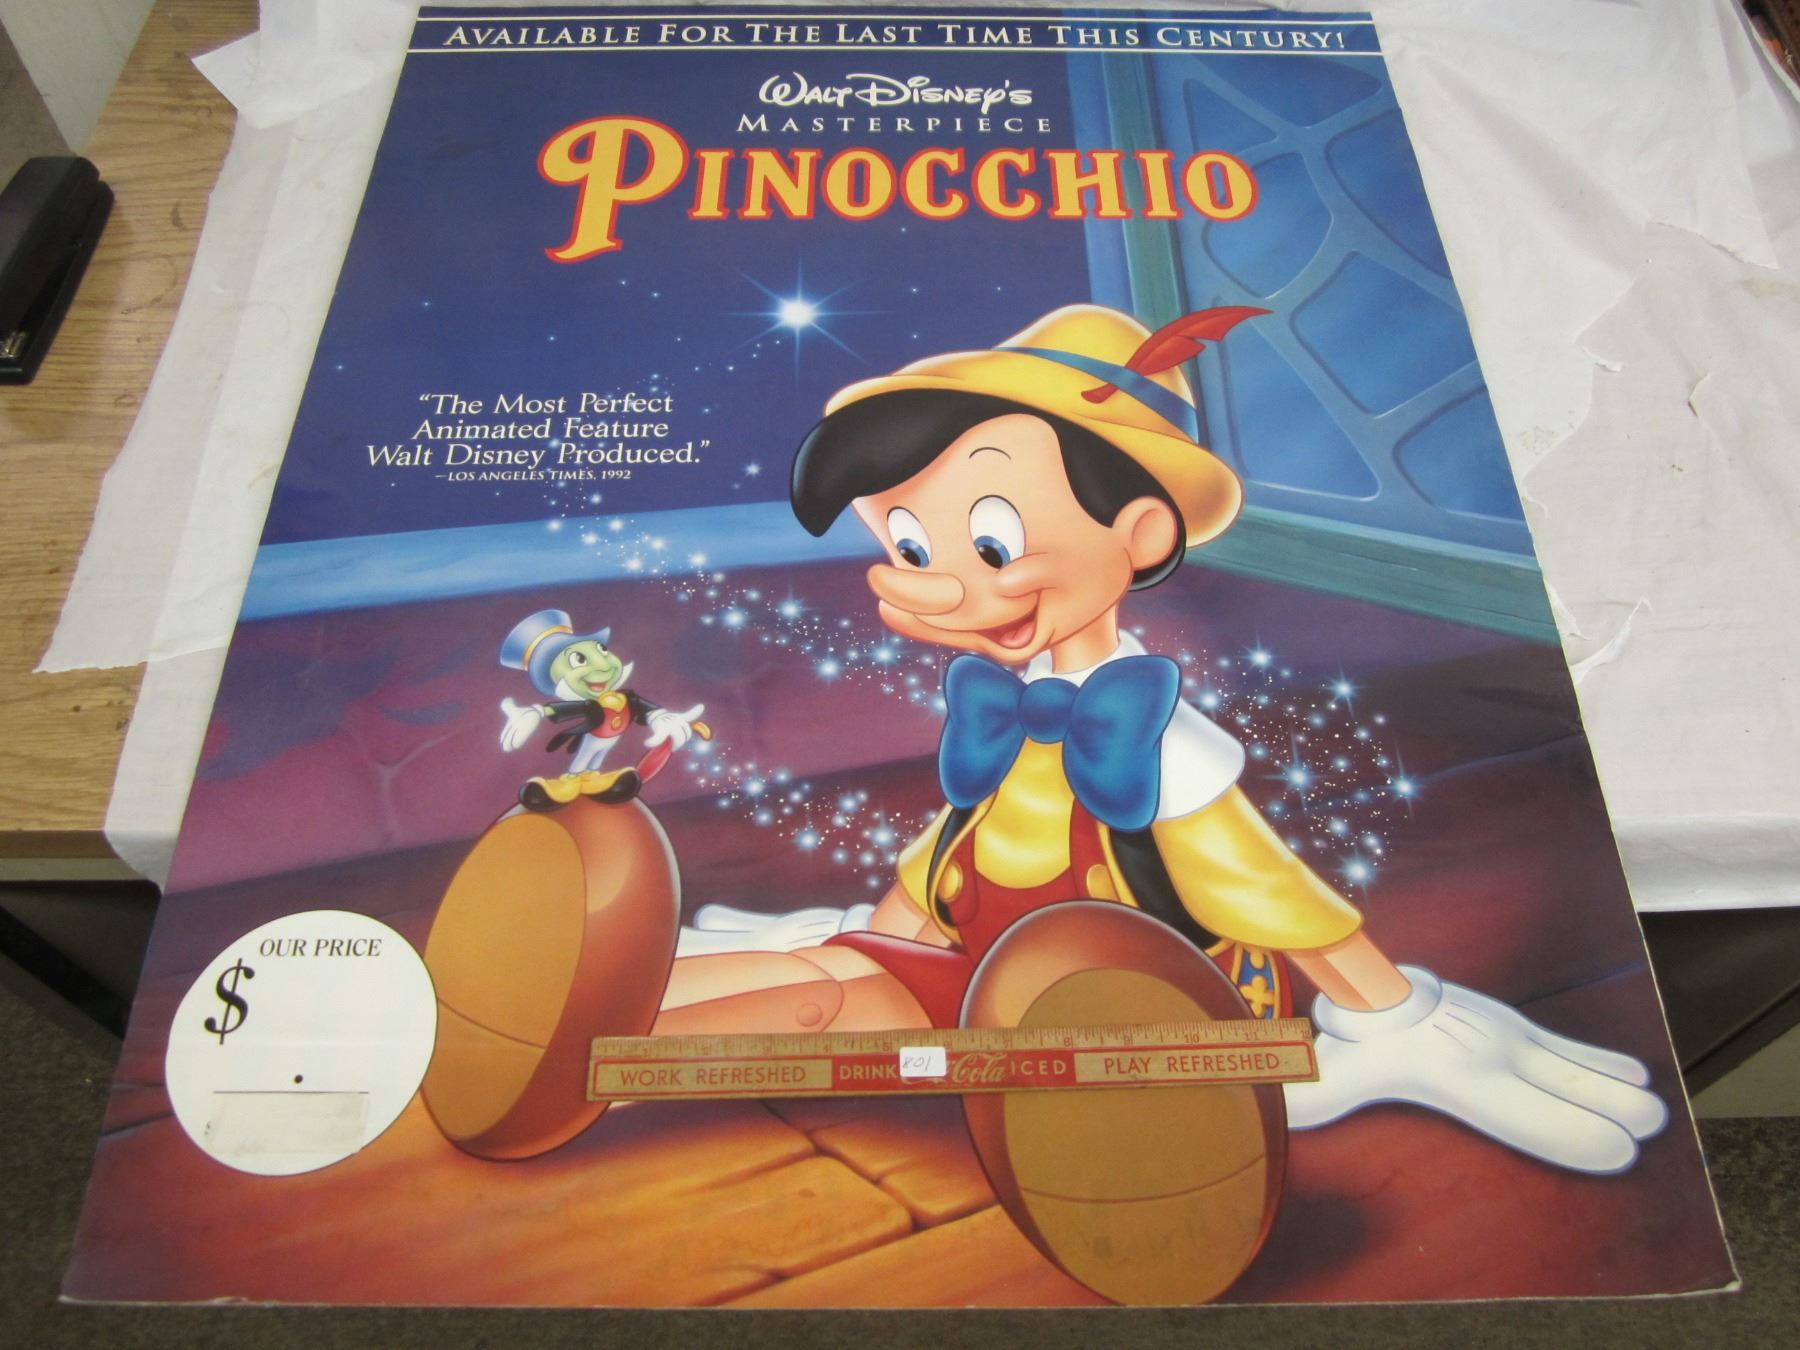 AVAILABLE FOR THE LAST TIME THIS CENTURY!
WALT DISNEY'S
MASTERPIECE
PINOCCHIO
"The Most Perfect
Animated Feature
Walt Disney Produced."
—LOS ANGELES TIMES, 1992
OUR PRICE
$
WORK REFRESHED DRINK Cola ICED PLAY REFRESHED
801